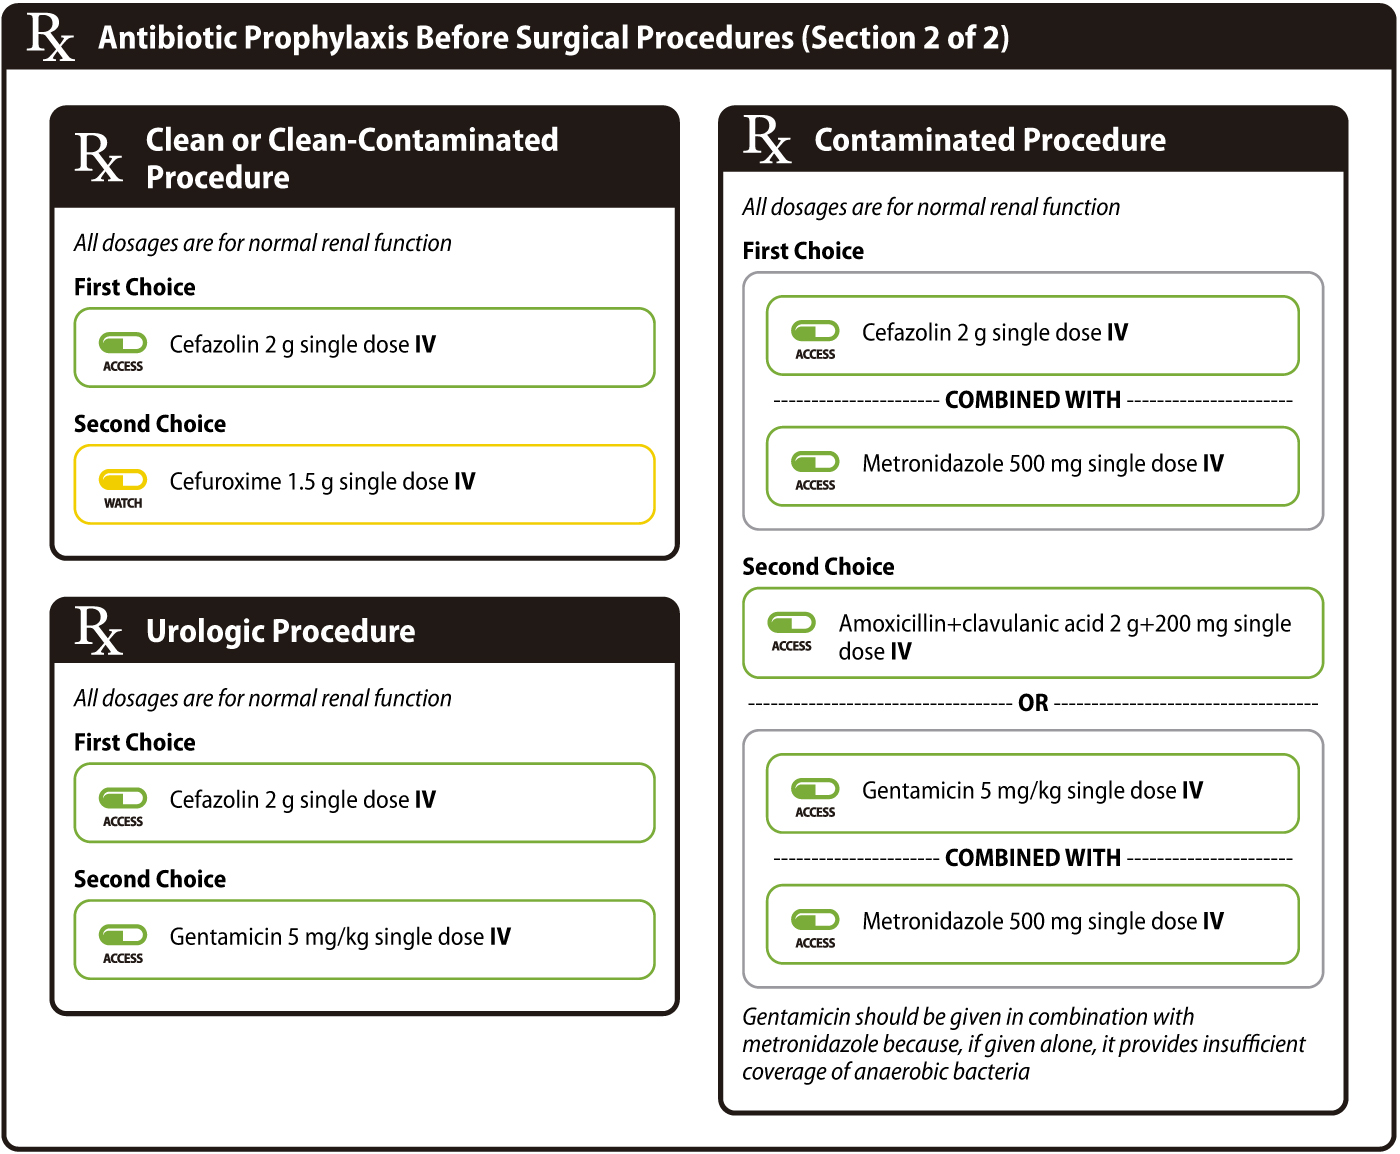 Rx Antibiotic Prophylaxis Before Surgical Procedures (Section 2 of 2)
Rx Clean or Clean-Contaminated
Procedure
All dosages are for normal renal function
First Choice
Cefazolin 2 g single dose IV
ACCESS
Second Choice
Cefuroxime 1.5 g single dose IV
WATCH
Rx Urologic Procedure
All dosages are for normal renal function
First Choice
Cefazolin 2 g single dose IV
ACCESS
Second Choice
Gentamicin 5 mg/kg single dose IV
ACCESS
Rx Contaminated Procedure
All dosages are for normal renal function
First Choice
Cefazolin 2 g single dose IV
ACCESS
COMBINED WITH
Metronidazole 500 mg single dose IV
ACCESS
Second Choice
Amoxicillin+clavulanic acid 2 g+200 mg single
dose IV
ACCESS
OR
Gentamicin 5 mg/kg single dose IV
ACCESS
COMBINED WITH
Metronidazole 500 mg single dose IV
ACCESS
Gentamicin should be given in combination with
metronidazole because, if given alone, it provides insufficient
coverage of anaerobic bacteria